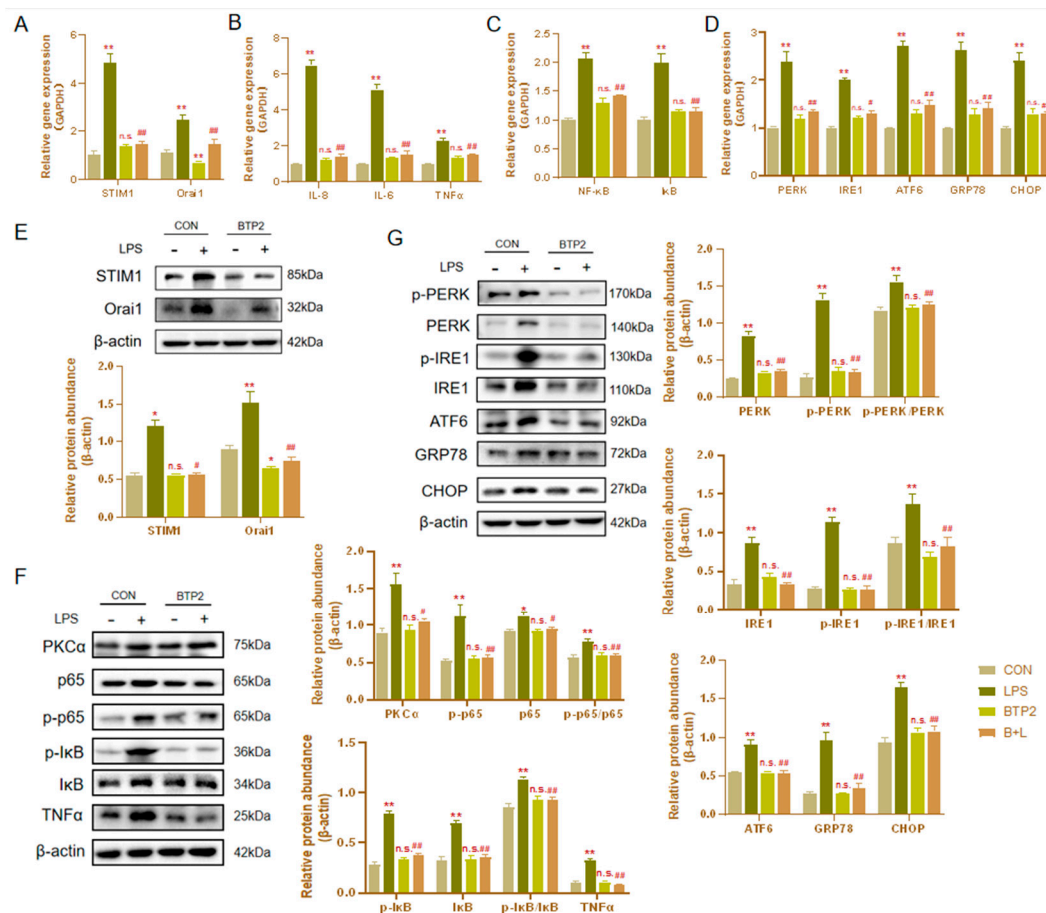 A
Relative gene expression
(GAPDH)
6
4
2
0
**
n.s.
##
**
**
##
STIM1
Orai1
B
Relative gene expression
(GAPDH)
8
6
4
2
0
**
n.s.
##
**
n.s.
##
**
n.s.
##
IL-8
IL-6
TNFα
C
Relative gene expression
(GAPDH)
2.5
2.0
1.5
1.0
0.5
0.0
**
n.s.
##
**
n.s.
##
NF-κB
IκB
D
Relative gene expression
(GAPDH)
3
2
1
0
**
n.s.
##
**
n.s.
#
**
n.s.
##
**
n.s.
##
**
n.s.
PERK
IRE1
ATF6
GRP78
CHOP
E
CON
BTP2
LPS
- + - +
STIM1
85kDa
Orai1
32kDa
β-actin
42kDa
Relative protein abundance
(β-actin)
2.0
1.5
1.0
0.5
0.0
*
n.s.
#
**
*
##
STIM1
Orai1
F
CON
BTP2
LPS
- + - +
PKCα
75kDa
p65
65kDa
p-p65
65kDa
p-IκB
36kDa
IκB
34kDa
TNFα
25kDa
β-actin
42kDa
Relative protein abundance
(β-actin)
2.0
1.5
1.0
0.5
0.0
**
n.s.
#
**
n.s.
##
*
n.s.
#
**
n.s.
##
PKCα
p-p65
p65
p-p65/p65
Relative protein abundance
(β-actin)
1.5
1.0
0.5
0.0
**
n.s.
##
**
n.s.
##
**
n.s.
##
**
n.s.
##
p-IκB
IκB
p-IκB/IκB
TNFα
G
CON
BTP2
LPS
- + - +
p-PERK
170kDa
PERK
140kDa
p-IRE1
130kDa
IRE1
110kDa
ATF6
92kDa
GRP78
72kDa
CHOP
27kDa
β-actin
42kDa
Relative protein abundance
(β-actin)
2.0
1.5
1.0
0.5
0.0
**
n.s.
##
**
n.s.
##
**
n.s.
##
PERK
p-PERK
p-PERK/PERK
Relative protein abundance
(β-actin)
2.0
1.5
1.0
0.5
0.0
**
n.s.
##
**
n.s.
##
**
n.s.
##
IRE1
p-IRE1
p-IRE1/IRE1
Relative protein abundance
(β-actin)
2.0
1.5
1.0
0.5
0.0
**
n.s.
##
**
n.s.
##
**
n.s.
##
ATF6
GRP78
CHOP
CON
LPS
BTP2
B+L